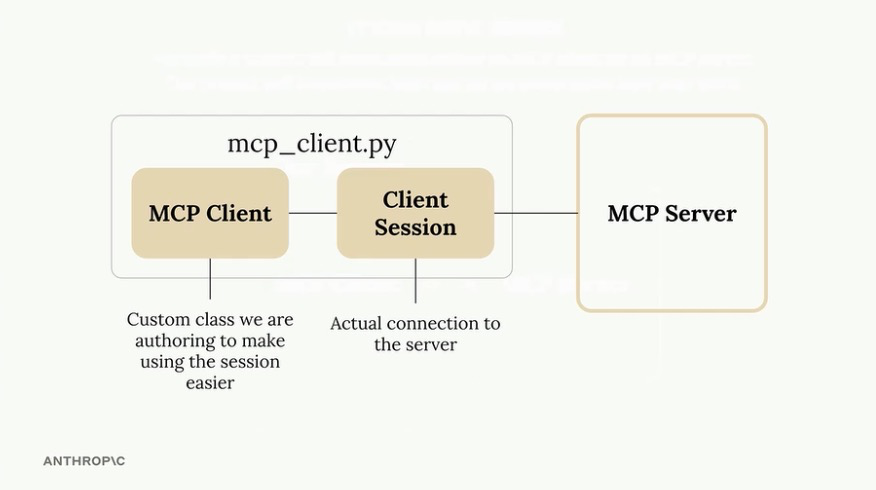 mcp_client.py
MCP Client
Client
Session
MCP Server
Custom class we are
authoring to make
using the session
easier
Actual connection to
the server
ANTHROP\C